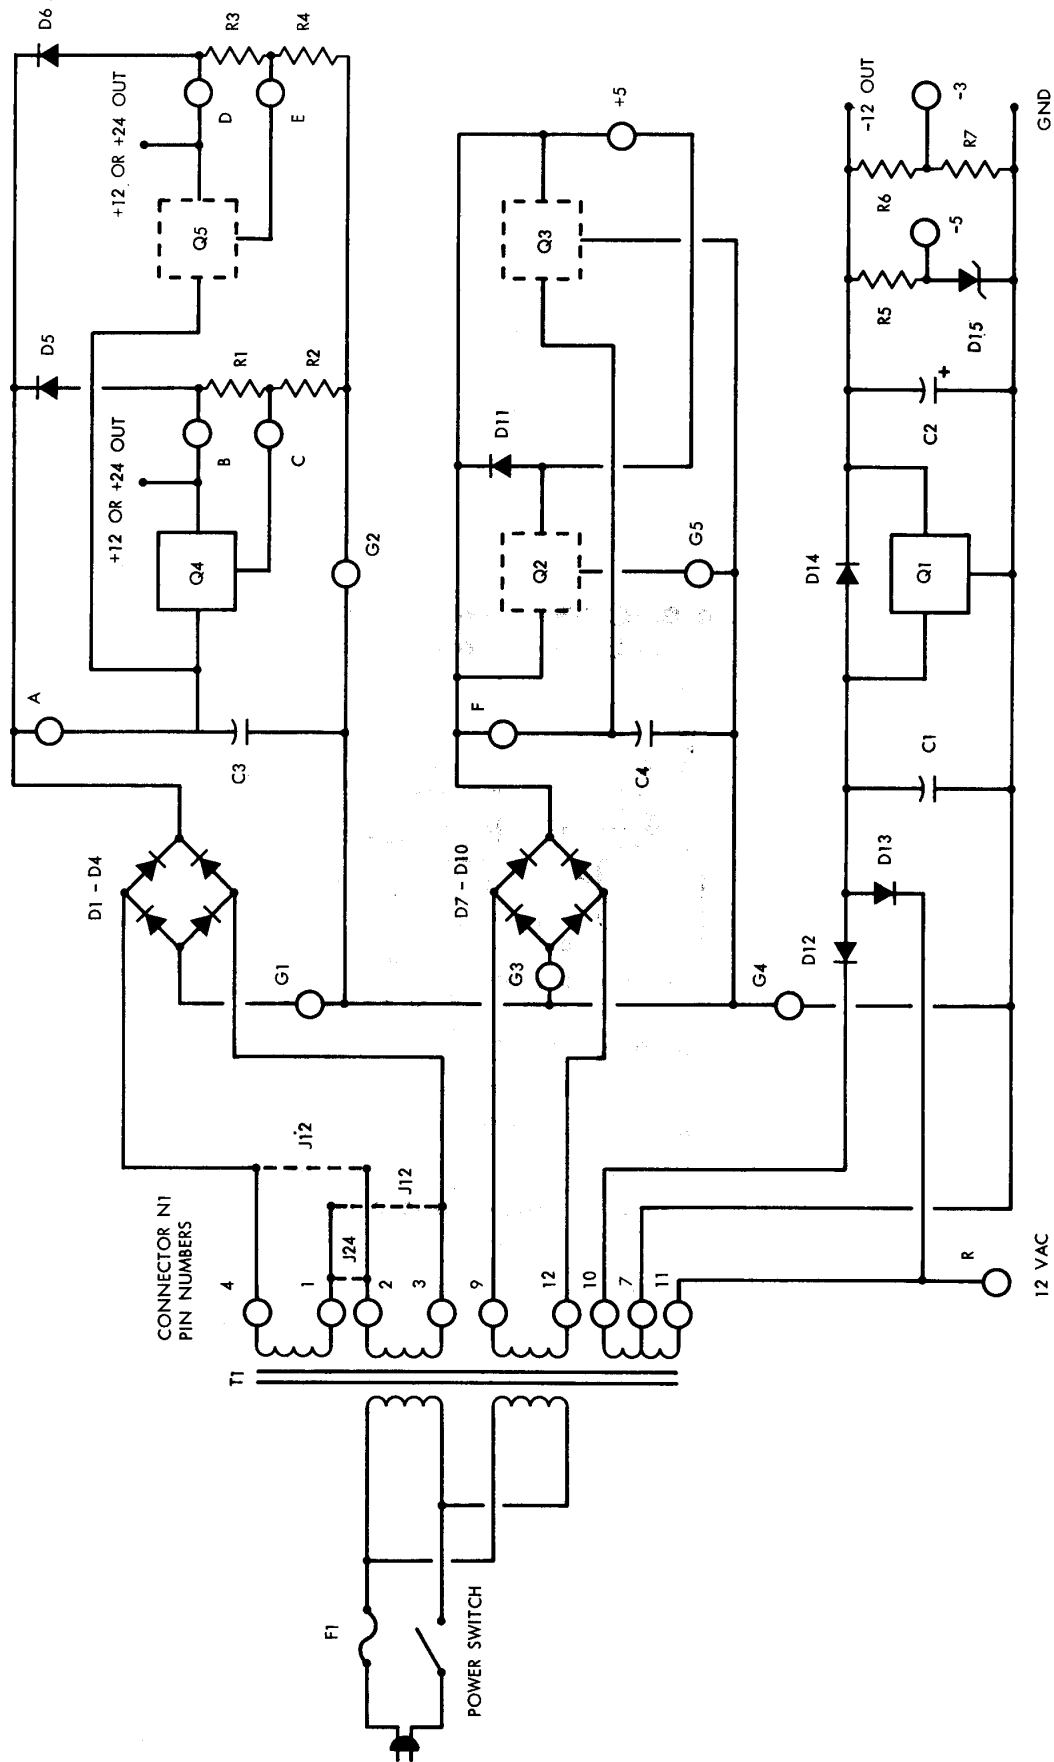 F1
POWER SWITCH
T1
CONNECTOR N1
PIN NUMBERS
4
1
2
3
9
12
10
7
11
J24
J12
J12
R
12 VAC
D1 - D4
G1
D7 - D10
G3
G4
D12
D13
C3
A
C4
F
C1
Q4
+12 OR +24 OUT
B
C
G2
D5
R1
R2
Q2
G5
D11
D14
Q1
C2
+
Q5
+12 OR +24 OUT
D
E
D6
R3
R4
Q3
+5
R5
D15
-5
R6
R7
-3
-12 OUT
GND